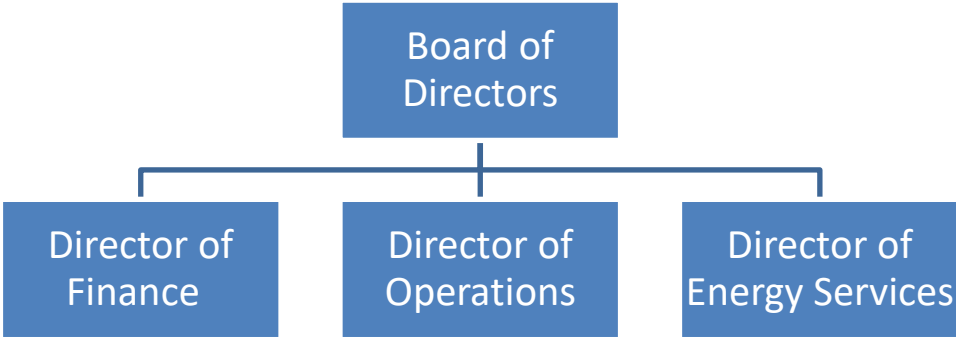 Board of
Directors
Director of
Finance
Director of
Operations
Director of
Energy Services